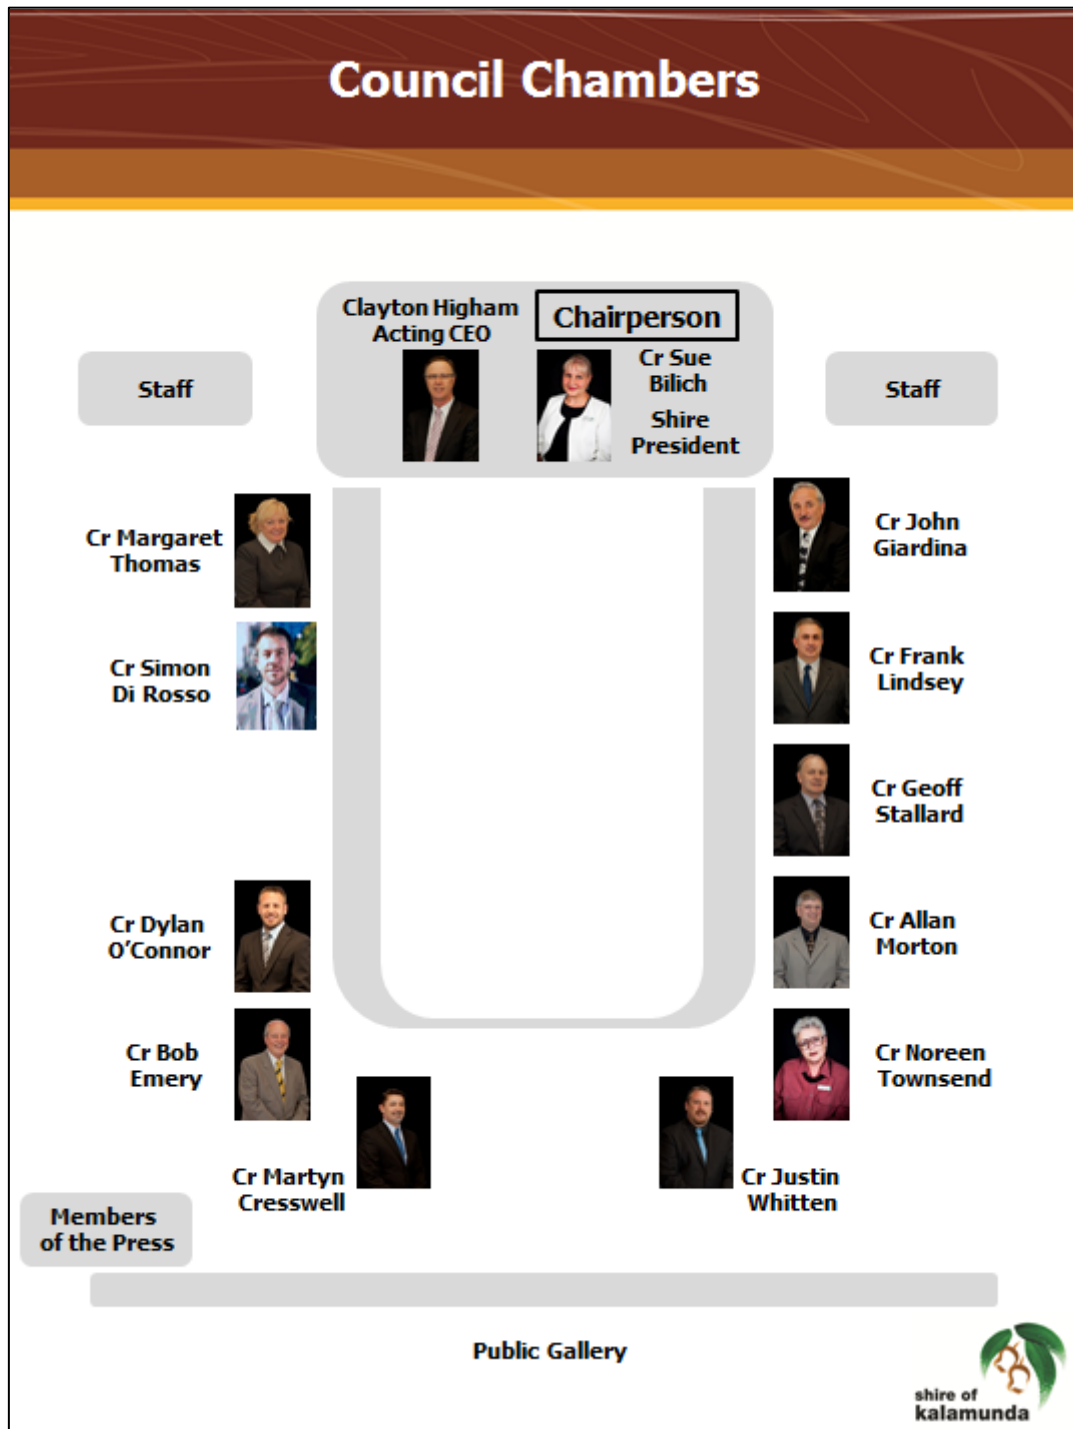 Council Chambers
Clayton Higham
Acting CEO
Chairperson
Cr Sue
Bilich
Shire
President
Staff
Staff
Cr Margaret
Thomas
Cr John
Giardina
Cr Simon
Di Rosso
Cr Frank
Lindsey
Cr Geoff
Stallard
Cr Dylan
O'Connor
Cr Allan
Morton
Cr Bob
Emery
Cr Noreen
Townsend
Cr Martyn
Cresswell
Cr Justin
Whitten
Members
of the Press
Public Gallery
shire of
kalamunda